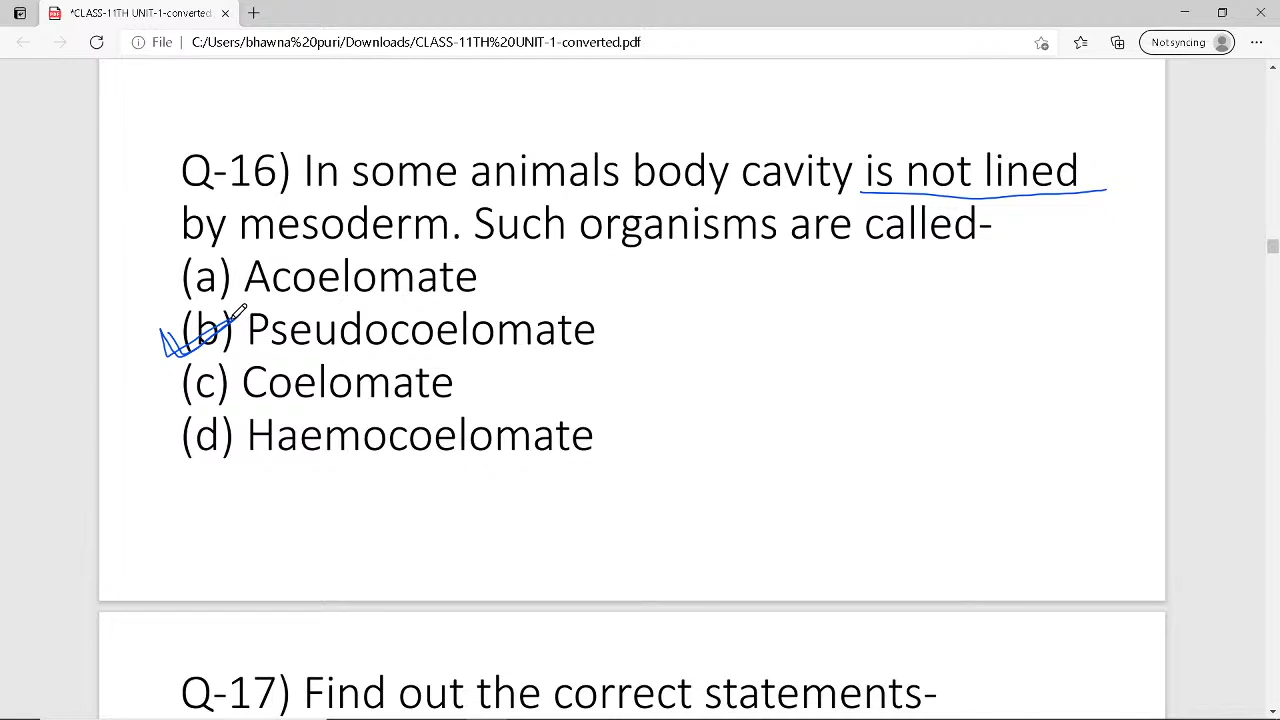 *CLASS-11TH UNIT-1-converted.
File
C:/Users/bhawna%20puri/Downloads/CLASS-11TH%20UNIT-1-converted.pdf
Not syncing
Q-16) In some animals body cavity is not lined
by mesoderm. Such organisms are called-
(a) Acoelomate
(b) Pseudocoelomate
(c) Coelomate
(d) Haemocoelomate
Q-17) Find out the correct statements-